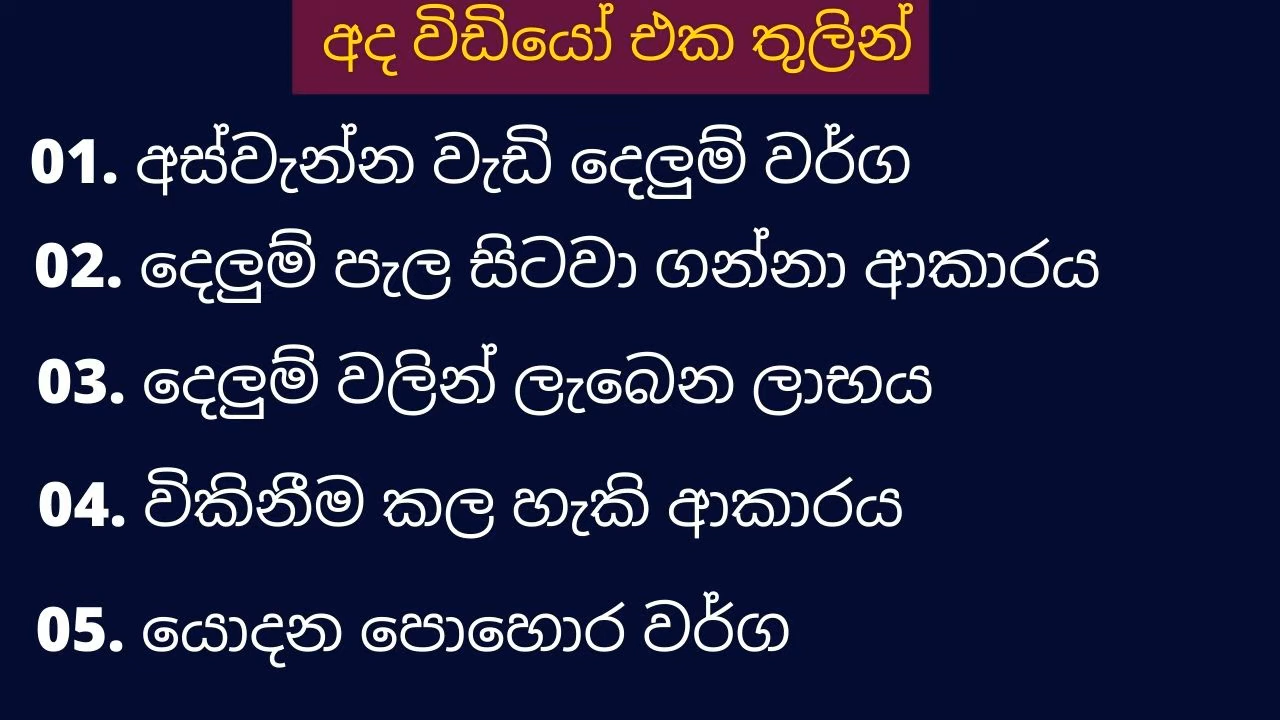 අද විඩියෝ එක තුලින්
01. අස්වැන්න වැඩි දෙලුම් වර්ග
02. දෙලුම් පැල සිටවා ගන්නා ආකාරය
03. දෙලුම් වලින් ලැබෙන ලාභය
04. විකිනීම කල හැකි ආකාරය
05. යොදන පොහොර වර්ග